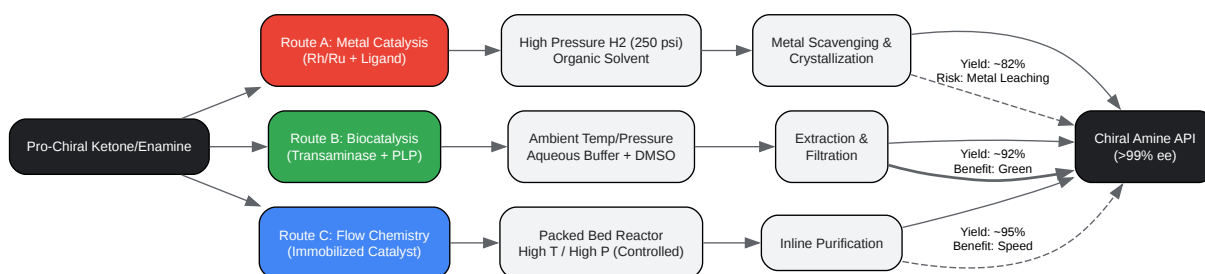 Pro-Chiral Ketone/Enamine
Route A: Metal Catalysis
(Rh/Ru + Ligand)
High Pressure H2 (250 psi)
Organic Solvent
Metal Scavenging &
Crystallization
Yield: ~82%
Risk: Metal Leaching
Route B: Biocatalysis
(Transaminase + PLP)
Ambient Temp/Pressure
Aqueous Buffer + DMSO
Extraction &
Filtration
Yield: ~92%
Benefit: Green
Route C: Flow Chemistry
(Immobilized Catalyst)
Packed Bed Reactor
High T / High P (Controlled)
Inline Purification
Yield: ~95%
Benefit: Speed
Chiral Amine API
(>99% ee)